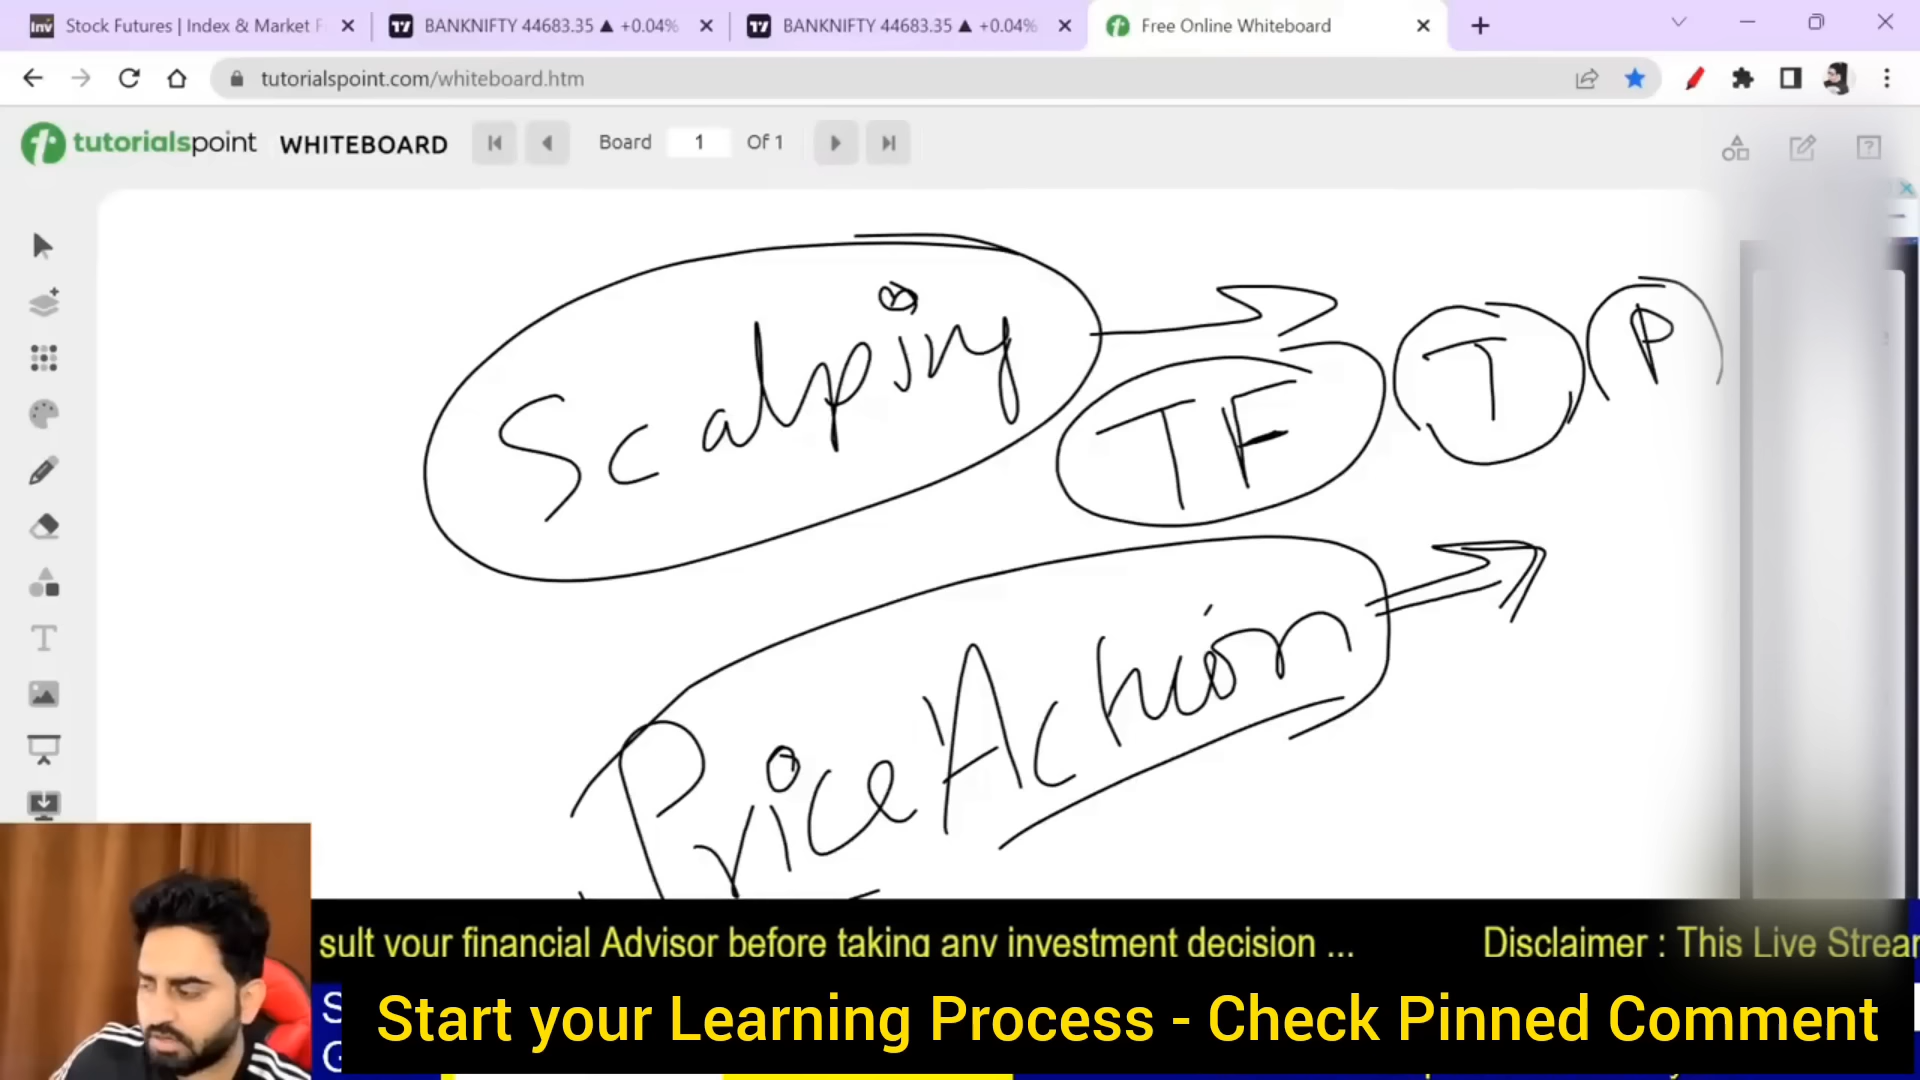 Stock Futures | Index & Market F
BANKNIFTY 44683.35 ▲ +0.04%
BANKNIFTY 44683.35 ▲ +0.04%
Free Online Whiteboard
tutorialspoint.com/whiteboard.htm
tutorialspoint WHITEBOARD Board 1 Of 1
Scalping
TF T P
Price Action
sult your financial Advisor before taking any investment decision ... Disclaimer : This Live Strear
Start your Learning Process - Check Pinned Comment